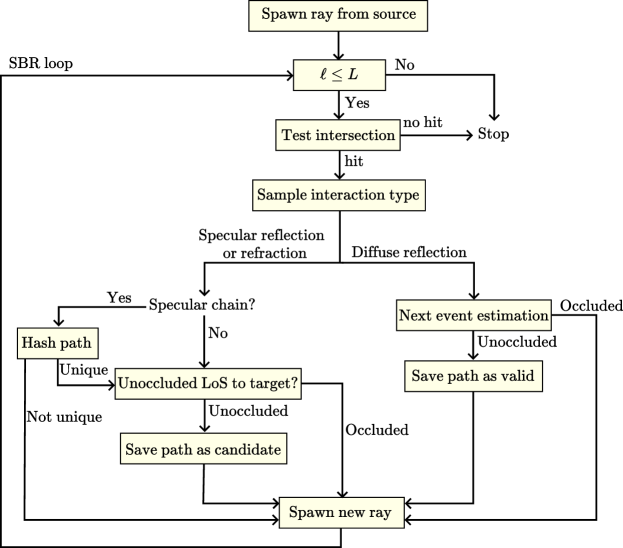 Spawn ray from source
SBR loop
ℓ ≤ L
No
Yes
Test intersection
no hit
Stop
hit
Sample interaction type
Specular reflection
or refraction
Diffuse reflection
Yes
Specular chain?
Next event estimation
Occluded
Hash path
No
Unoccluded
Unique
Unoccluded LoS to target?
Save path as valid
Not unique
Unoccluded
Occluded
Save path as candidate
Spawn new ray